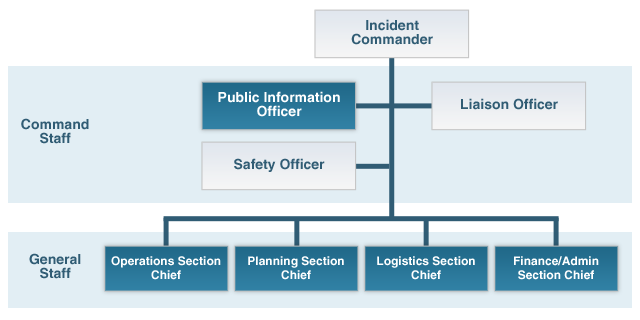 Incident
Commander
Public Information
Officer
Liaison Officer
Command
Staff
Safety Officer
General
Staff
Operations Section
Chief
Planning Section
Chief
Logistics Section
Chief
Finance/Admin
Section Chief